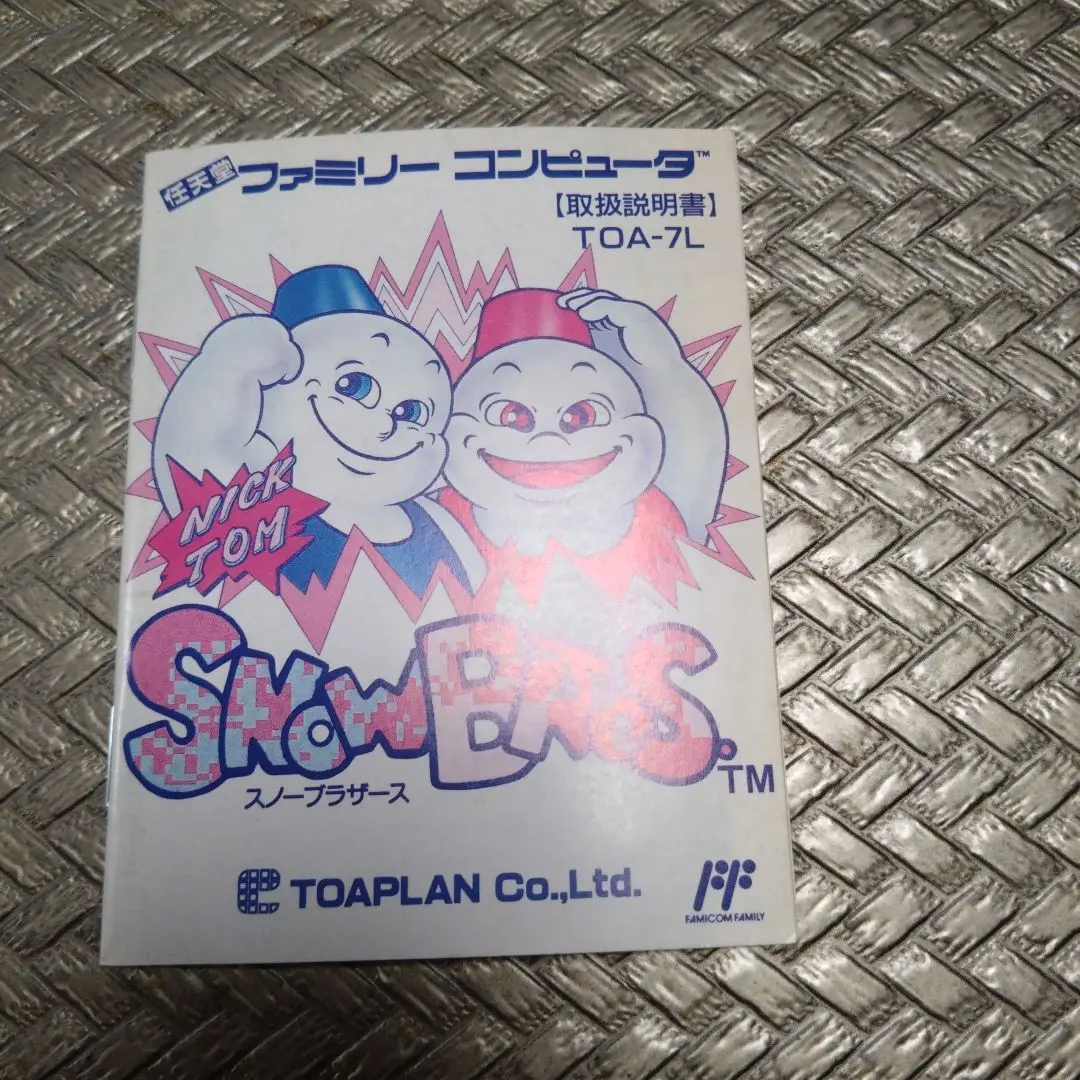 任天堂 ファミリー コンピュータ™
【取扱説明書】
TOA-7L
NICK
TOM
SNOW BROS.™
スノーブラザース
TOAPLAN Co.,Ltd.
FAMICOM FAMILY